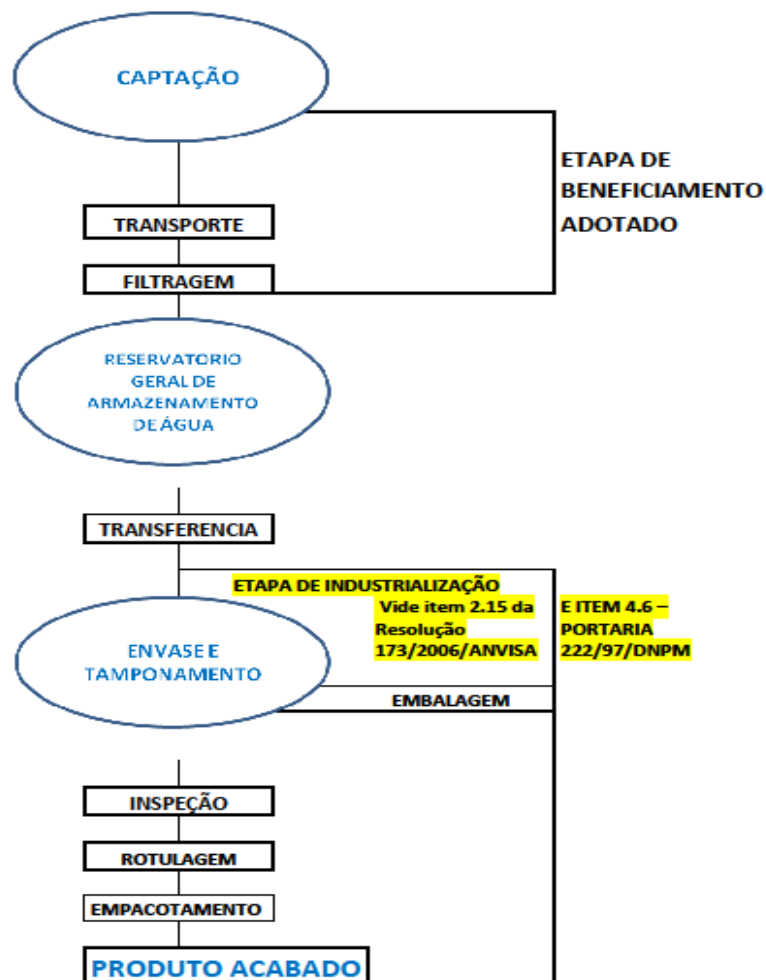 CAPTAÇÃO
ETAPA DE
BENEFICIAMENTO
ADOTADO
TRANSPORTE
FILTRAGEM
RESERVATORIO
GERAL DE
ARMAZENAMENTO
DE ÁGUA
TRANSFERENCIA
ETAPA DE INDUSTRIALIZAÇÃO
Vide item 2.15 da
Resolução
173/2006/ANVISA
E ITEM 4.6 –
PORTARIA
222/97/DNPM
ENVASE E
TAMPONAMENTO
EMBALAGEM
INSPEÇÃO
ROTULAGEM
EMPACOTAMENTO
PRODUTO ACABADO